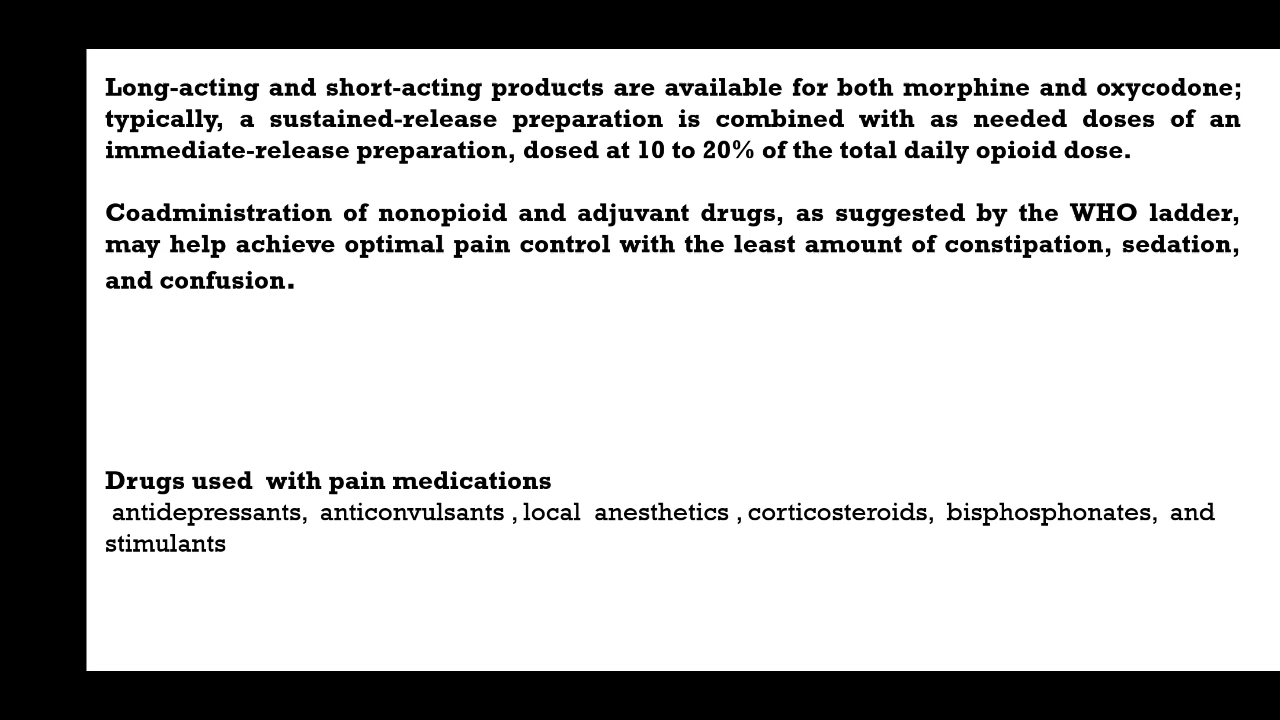 Long-acting and short-acting products are available for both morphine and oxycodone;
typically, a sustained-release preparation is combined with as needed doses of an
immediate-release preparation, dosed at 10 to 20% of the total daily opioid dose.
Coadministration of nonopioid and adjuvant drugs, as suggested by the WHO ladder,
may help achieve optimal pain control with the least amount of constipation, sedation,
and confusion.
Drugs used with pain medications
antidepressants, anticonvulsants , local anesthetics , corticosteroids, bisphosphonates, and
stimulants